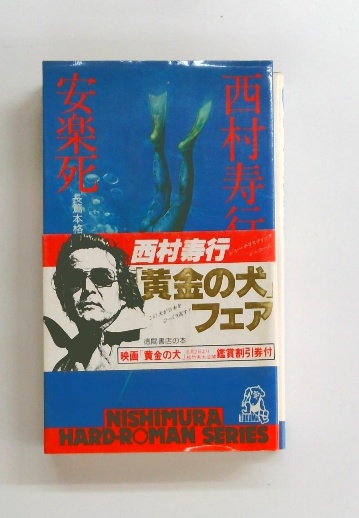 西村寿行
安楽死
長篇本格
西村寿行
「黄金の犬」
フェア
徳間書店の本
映画「黄金の犬」
鑑賞割引券付
NISHIMURA
HARD-ROMAN SERIES